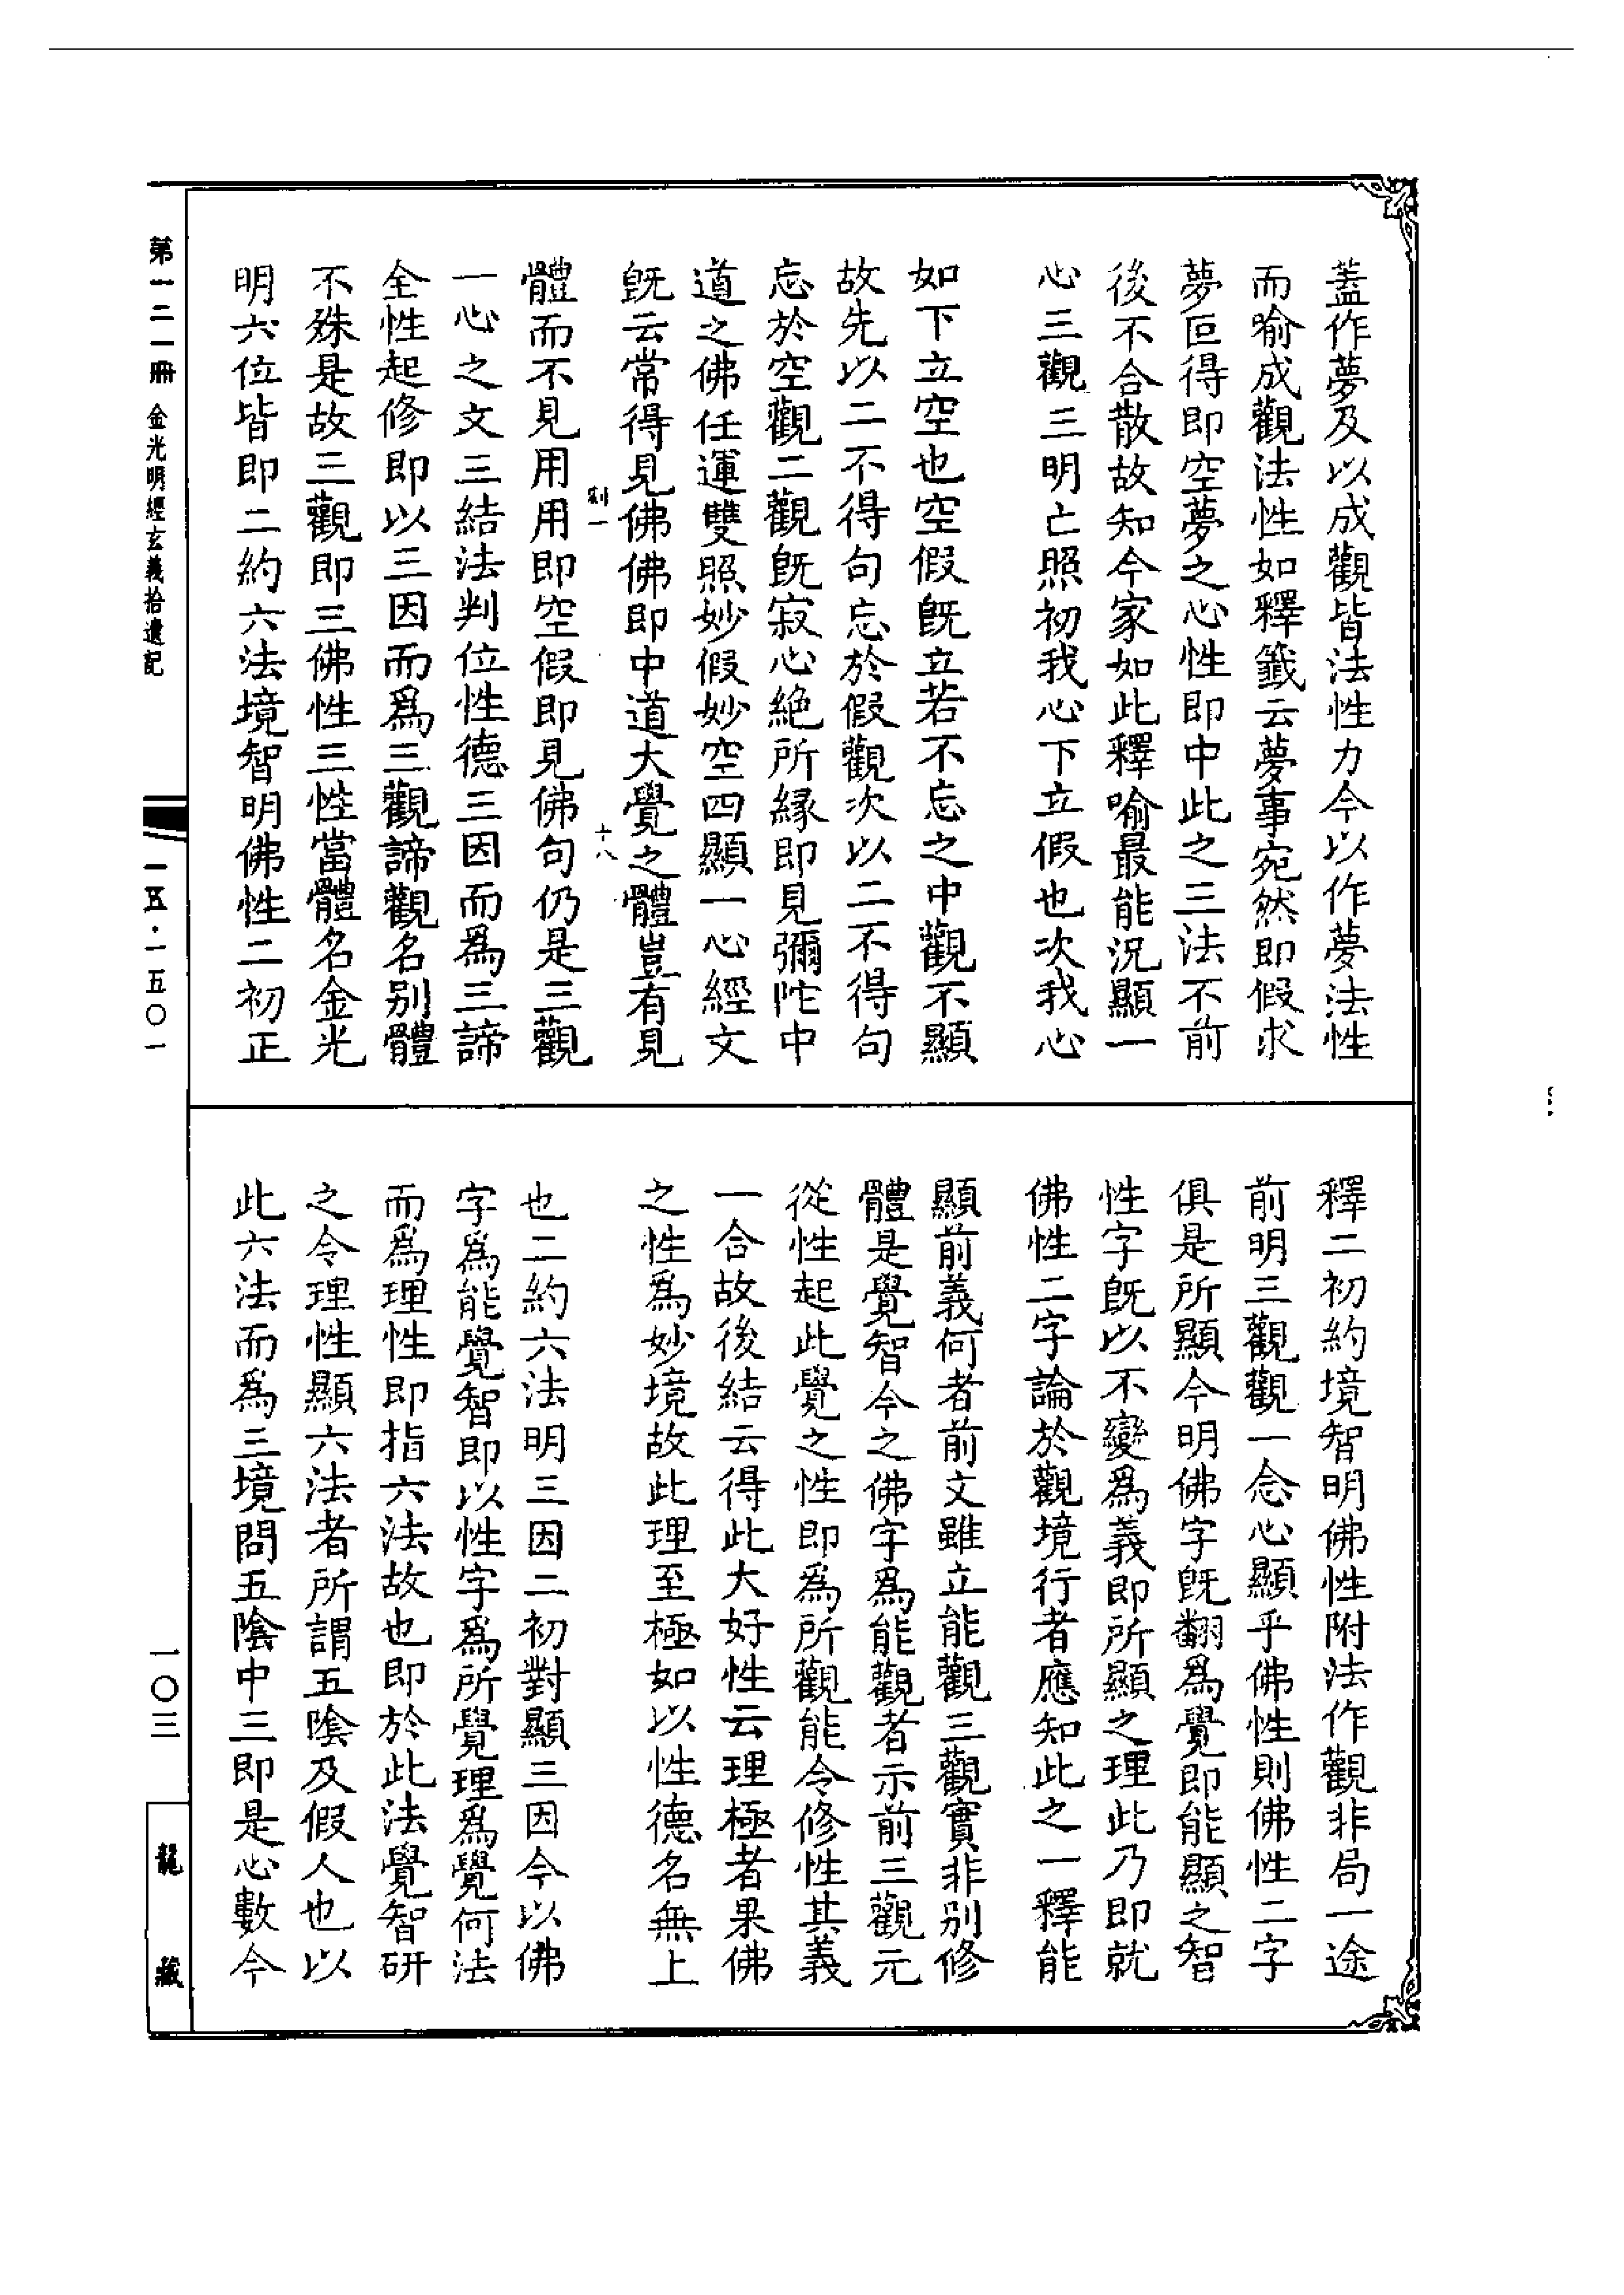 蓋作夢及以成觀皆法性力今以作夢法性
而喻成觀法性如釋籤云夢事宛然即假求
夢叵得即空夢之心性即中此之三法不前
後不合散故知今家如此釋喻最能況顯一
心三觀三明亡照初我心下立假也次我心
如下立空也空假既立若不忘之中觀不顯
故先以二不得句忘於假觀次以二不得句
忘於空觀二觀既寂心絶所緣即見彌陀中
道之佛任運雙照妙假妙空四顯一心經文
既云常得見佛佛即中道大覺之體豈有見
體而不見用用即空假即見佛句仍是三觀
一心之文三結法判位性德三因而爲三諦
全性起修即以三因而爲三觀諦觀名別體
不殊是故三觀即三佛性三性當體名金光
明六位皆即二約六法境智明佛性二初正
釋二初約境智明佛性附法作觀非局一途
前明三觀觀一念心顯乎佛性則佛性二字
俱是所顯今明佛字既翻爲覺即能顯之智
性字既以不變爲義即所顯之理此乃即就
佛性二字論於觀境行者應知此之一釋能
顯前義何者前文雖立能觀三觀實非別修
體是覺智今之佛字爲能觀者示前三觀元
從性起此覺之性即爲所觀能令修性其義
一合故後結云得此大好性云理極者果佛
之性爲妙境故此理至極如以性德名無上
也二約六法明三因二初對顯三因今以佛
字爲能覺智即以性字爲所覺理爲覺何法
而爲理性即指六法故也即於此法覺智研
之令理性顯六法者所謂五陰及假人也以
此六法而爲三境問五陰中三即是心數今
第一二一冊 金光明經玄義拾遺記
一五·一五〇一
一〇三
龍藏
十八